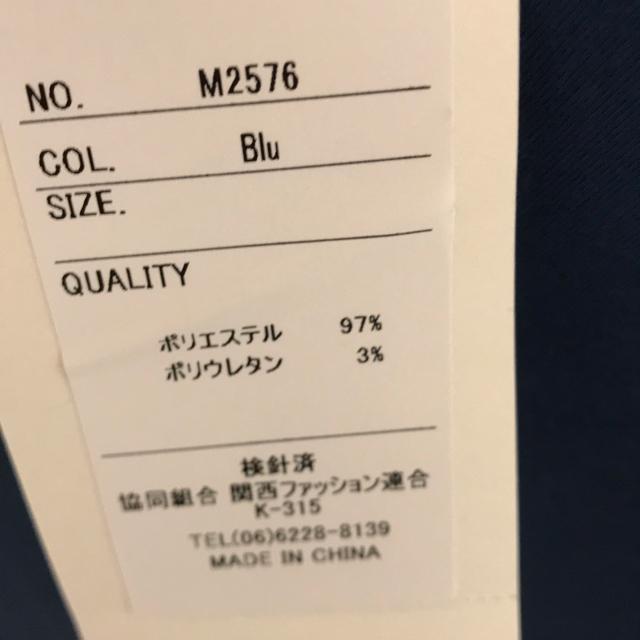 NO. M2576
COL. Blu
SIZE.
QUALITY
ポリエステル 97%
ポリウレタン 3%
検針済
協同組合 関西ファッション連合
K-315
TEL(06)6228-8139
MADE IN CHINA